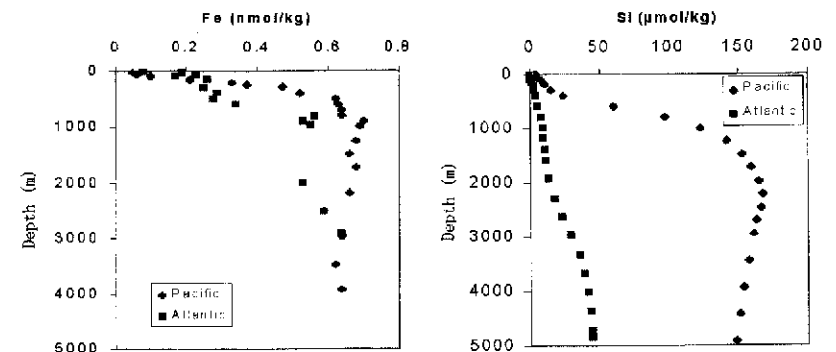 Fe (nmol/kg)
0 0.2 0.4 0.6 0.8
0
1000
2000
3000
4000
5000
Depth (m)
Pacific
Atlantic
Si (μmol/kg)
0 50 100 150 200
0
1000
2000
3000
4000
5000
Depth (m)
Pacific
Atlantic